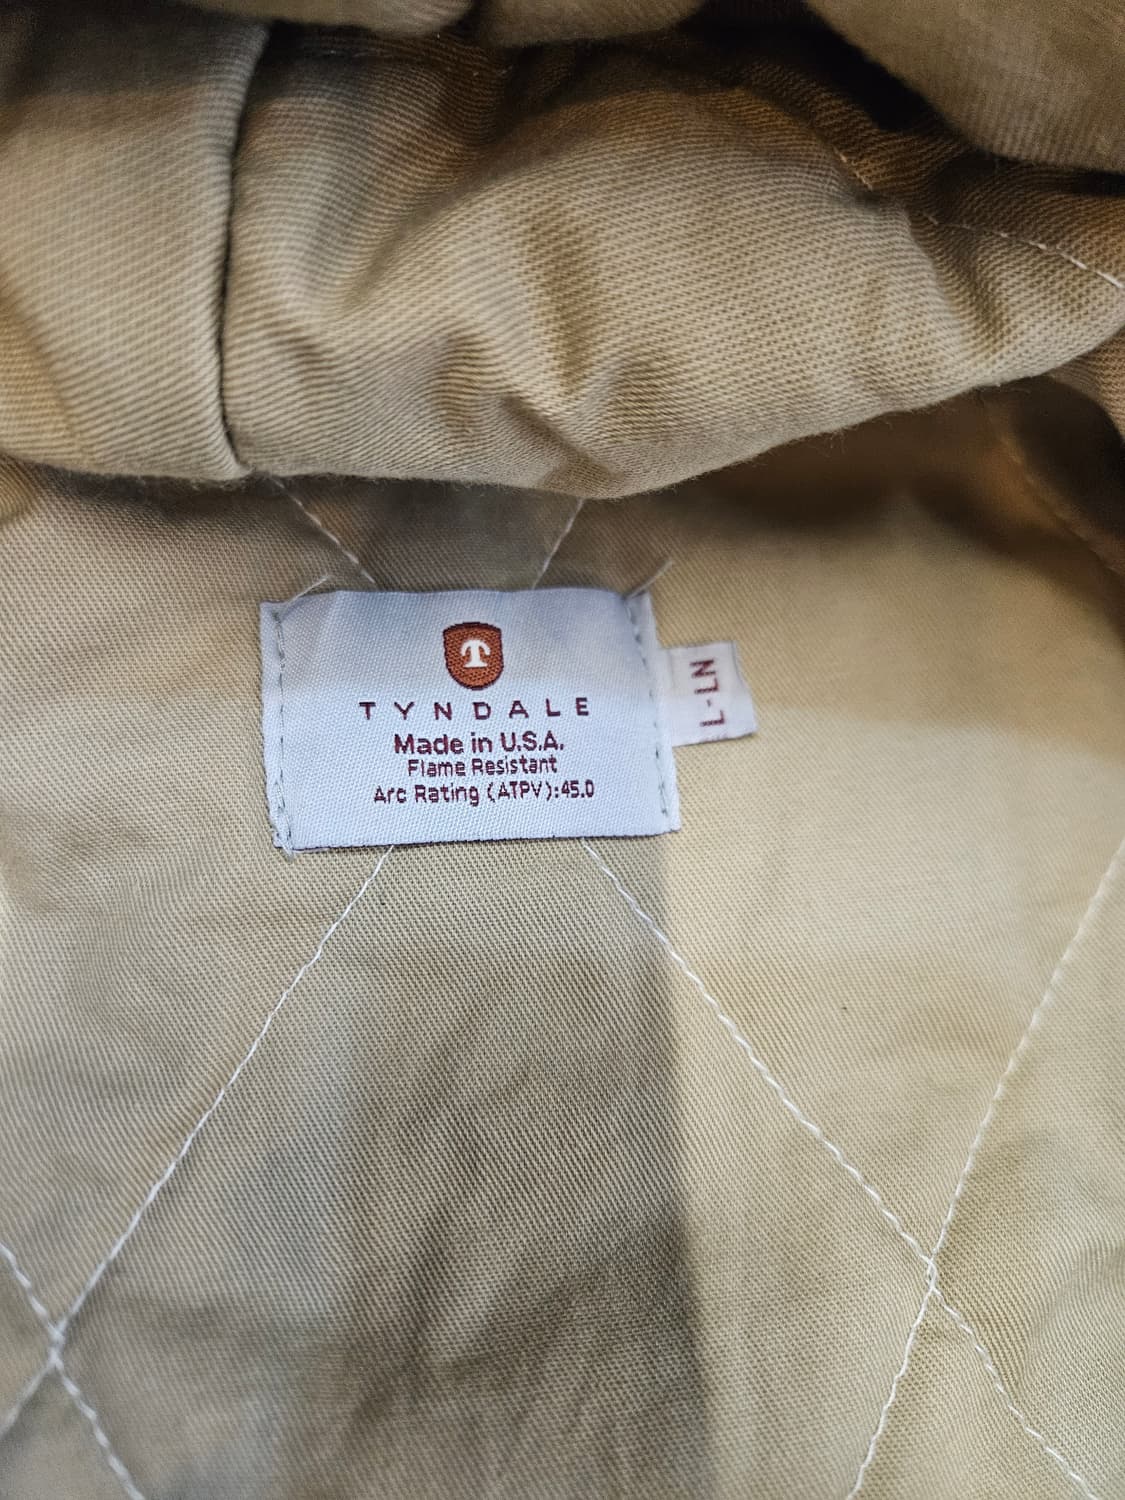 T
TYNDALE
Made in U.S.A.
Flame Resistant
Arc Rating (ATPV):45.0
L-LN